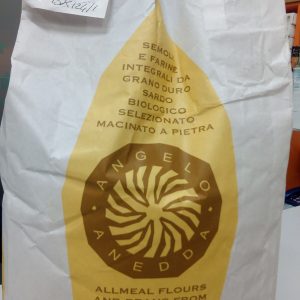 SEMOLE
E FARINE
INTEGRALI DA
GRANO DURO
SARDO
BIOLOGICO
SELEZIONATO
MACINATO A PIETRA
ANGELO
ANEDDA
ALLMEAL FLOURS